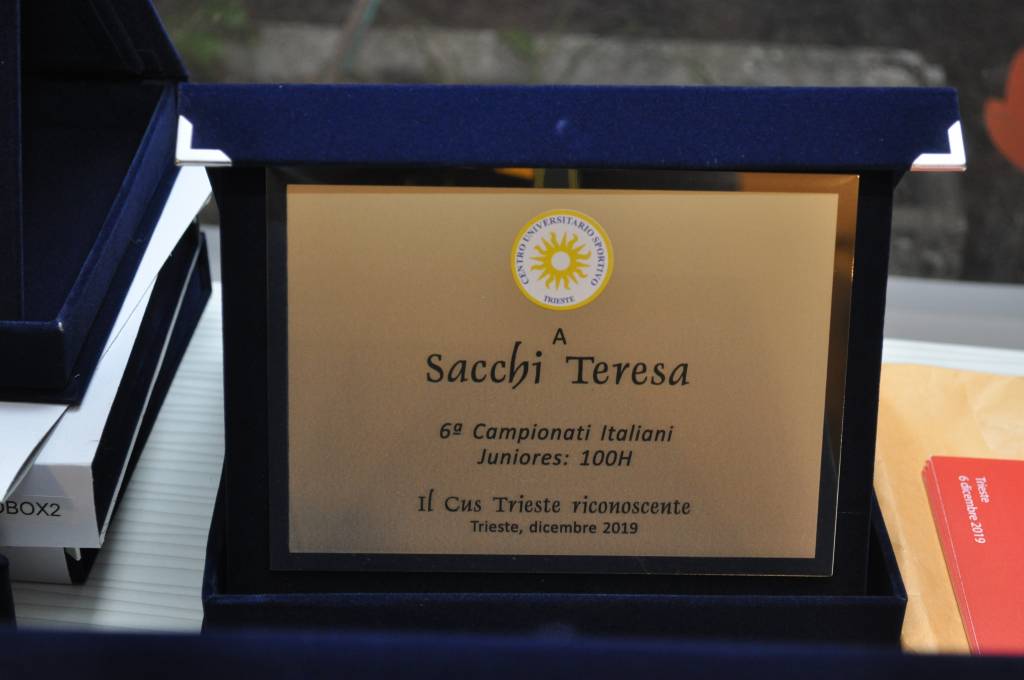 CENTRO UNIVERSITARIO SPORTIVO
TRIESTE
A
Sacchi Teresa
6ª Campionati Italiani
Juniores: 100H
Il Cus Trieste riconoscente
Trieste, dicembre 2019
Trieste
6 dicembre 2019